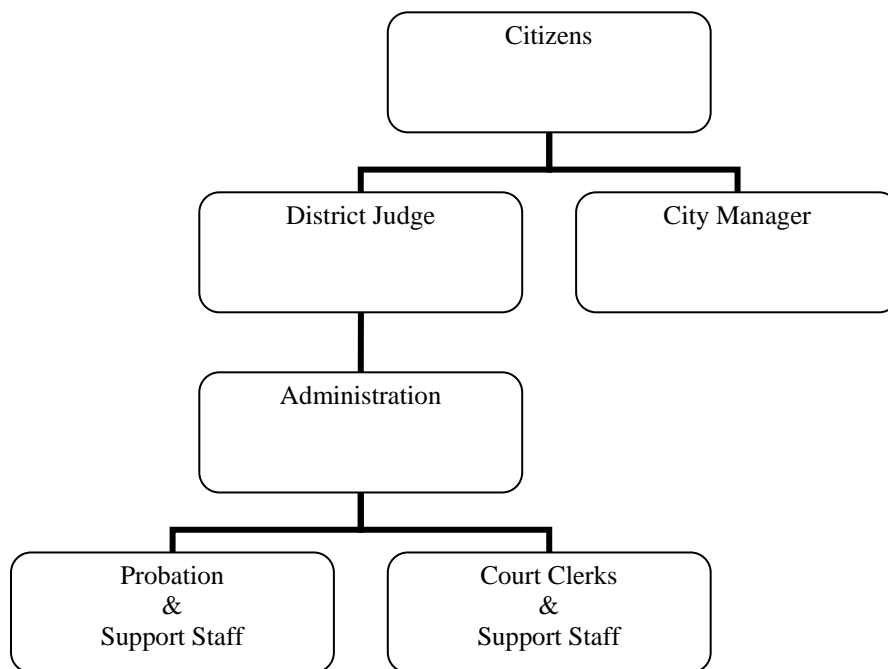 Citizens
District Judge
City Manager
Administration
Probation
&
Support Staff
Court Clerks
&
Support Staff